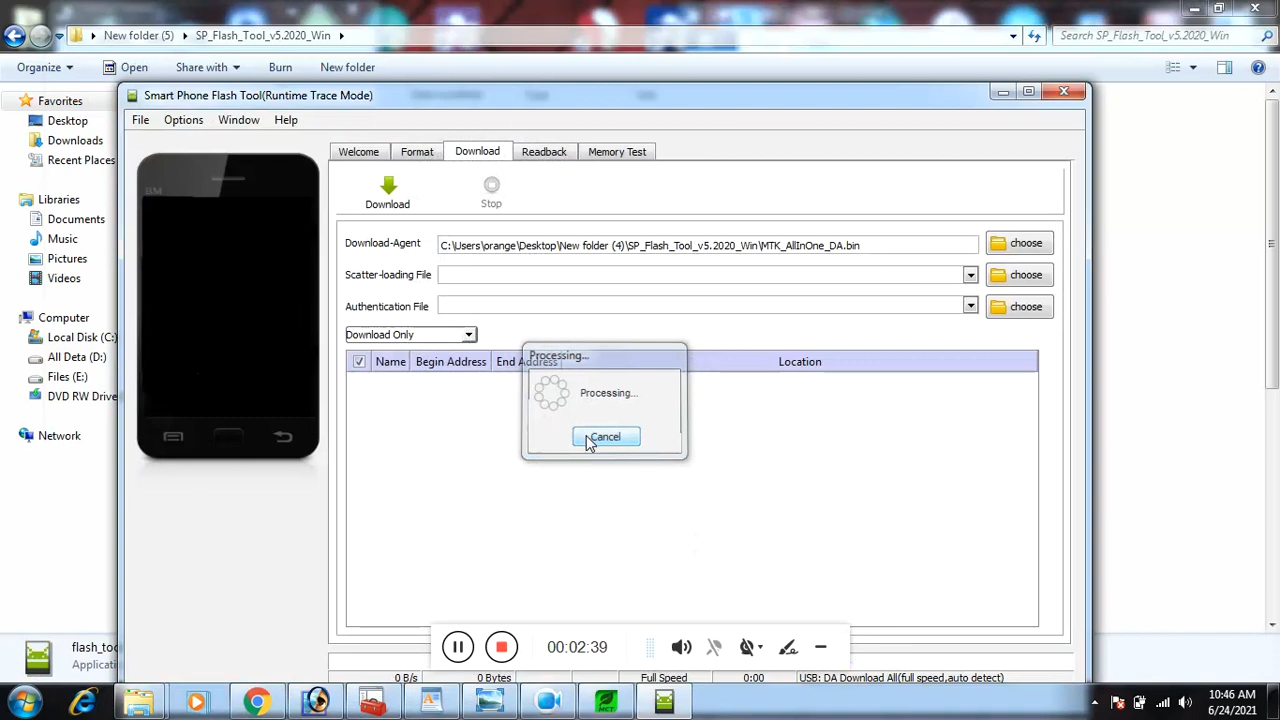 New folder (5)
SP_Flash_Tool_v5.2020_Win
Search SP_Flash_Tool_v5.2020_Win
Organize
Open
Share with
Burn
New folder
Favorites
Desktop
Downloads
Recent Places
Libraries
Documents
Music
Pictures
Videos
Computer
Local Disk (C:)
All Deta (D:)
Files (E:)
DVD RW Drive
Network
Smart Phone Flash Tool(Runtime Trace Mode)
File Options Window Help
BM
Welcome Format Download Readback Memory Test
Download Stop
Download-Agent C:\Users\orange\Desktop\New folder (4)\SP_Flash_Tool_v5.2020_Win\MTK_AllInOne_DA.bin choose
Scatter-loading File choose
Authentication File choose
Download Only
Name Begin Address End Address Location
Processing...
Processing...
Cancel
00:02:39
0 B/s 0 Bytes Full Speed 0:00 USB: DA Download All(full speed,auto detect)
flash_too
Applicati
MCT
10:46 AM
6/24/2021